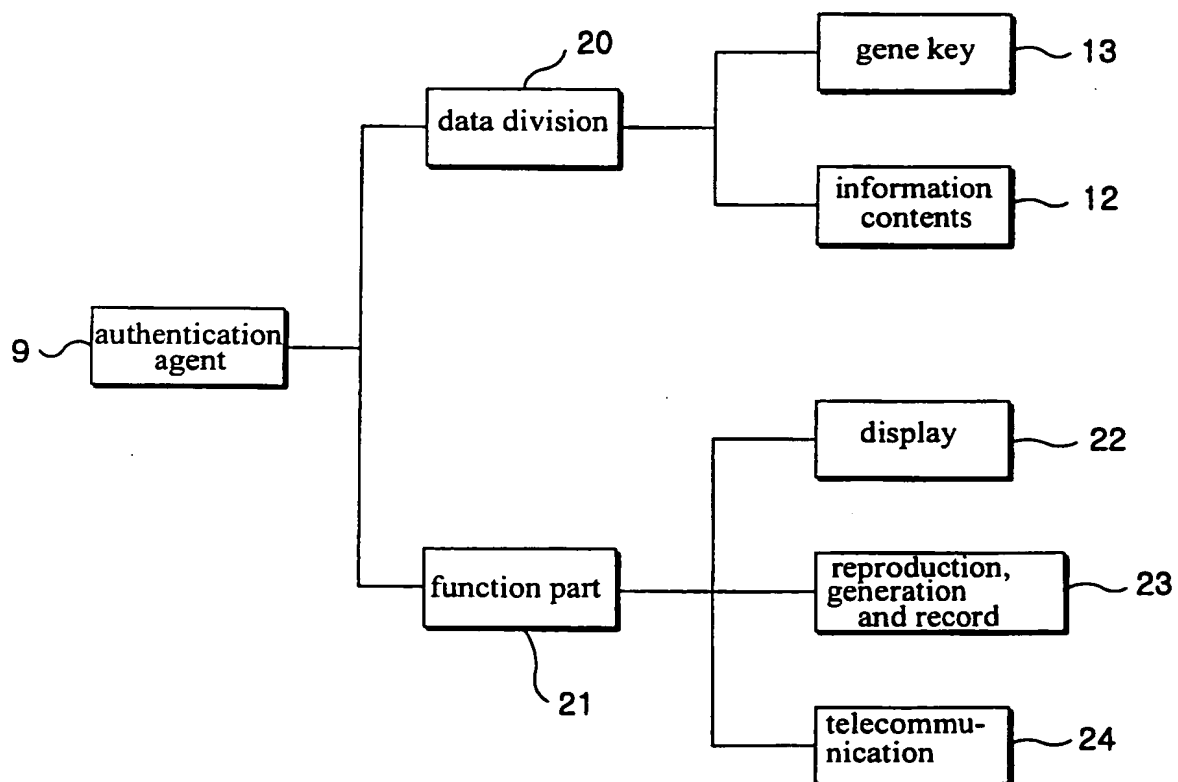 20
gene key
13
data division
information
contents
12
9
authentication
agent
display
22
function part
reproduction,
generation
and record
23
21
telecommu-
nication
24